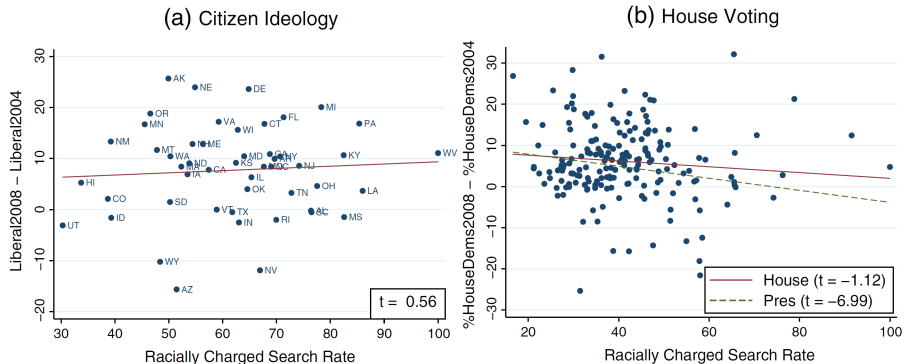 (a) Citizen Ideology
Liberal2008 − Liberal2004
30
20
10
0
−10
−20
AK
NE
DE
MI
OR
MN
VA
CT
FL
PA
WI
NM
MT
ME
WA
MD
KY
WV
ND
KS
NJ
MA
IA
CA
IL
HI
OK
TN
OH
LA
CO
SD
VT
TX
SC
ID
UT
IN
RI
MS
WY
NV
AZ
t = 0.56
30 40 50 60 70 80 90 100
Racially Charged Search Rate
(b) House Voting
%HouseDems2008 − %HouseDems2004
30
20
10
0
−10
−20
−30
House (t = −1.12)
Pres (t = −6.99)
20 40 60 80 100
Racially Charged Search Rate